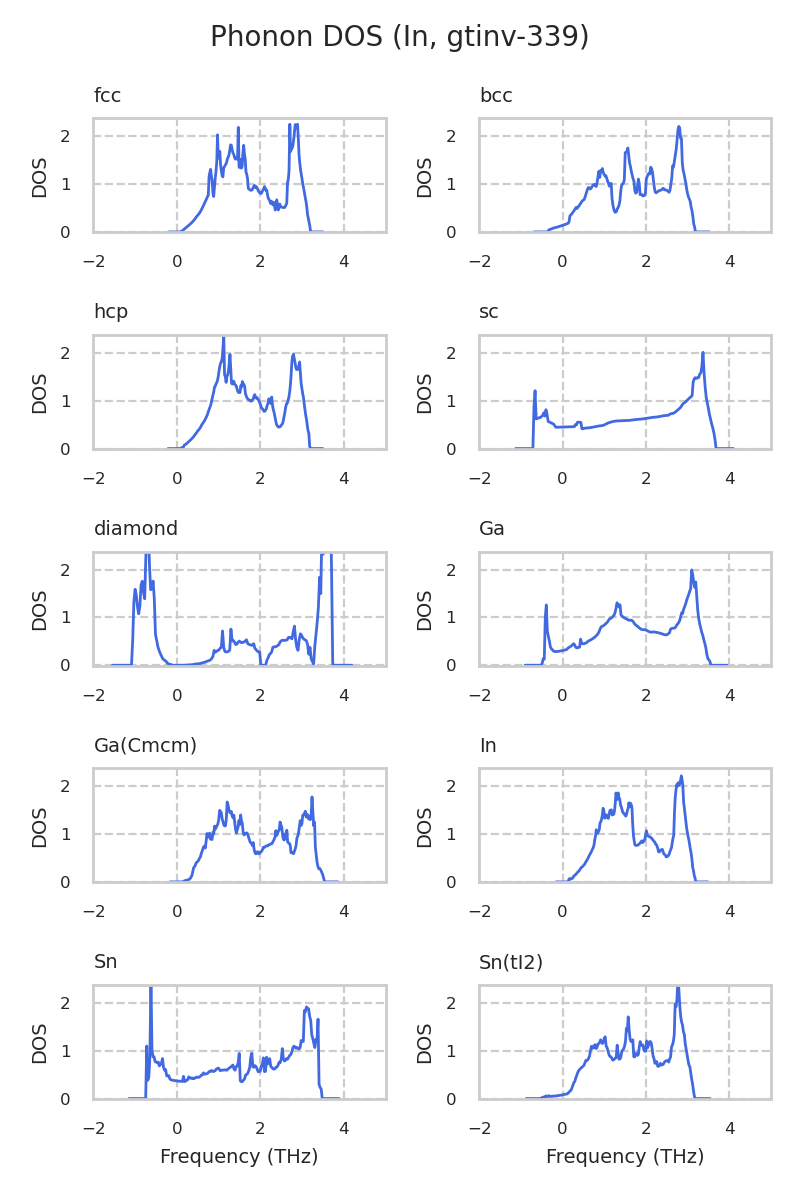 Phonon DOS (In, gtinv-339)
fcc
bcc
DOS
2
1
0
−2 0 2 4
DOS
2
1
0
−2 0 2 4
hcp
sc
DOS
2
1
0
−2 0 2 4
DOS
2
1
0
−2 0 2 4
diamond
Ga
DOS
2
1
0
−2 0 2 4
DOS
2
1
0
−2 0 2 4
Ga(Cmcm)
In
DOS
2
1
0
−2 0 2 4
DOS
2
1
0
−2 0 2 4
Sn
Sn(tI2)
DOS
2
1
0
−2 0 2 4
Frequency (THz)
DOS
2
1
0
−2 0 2 4
Frequency (THz)